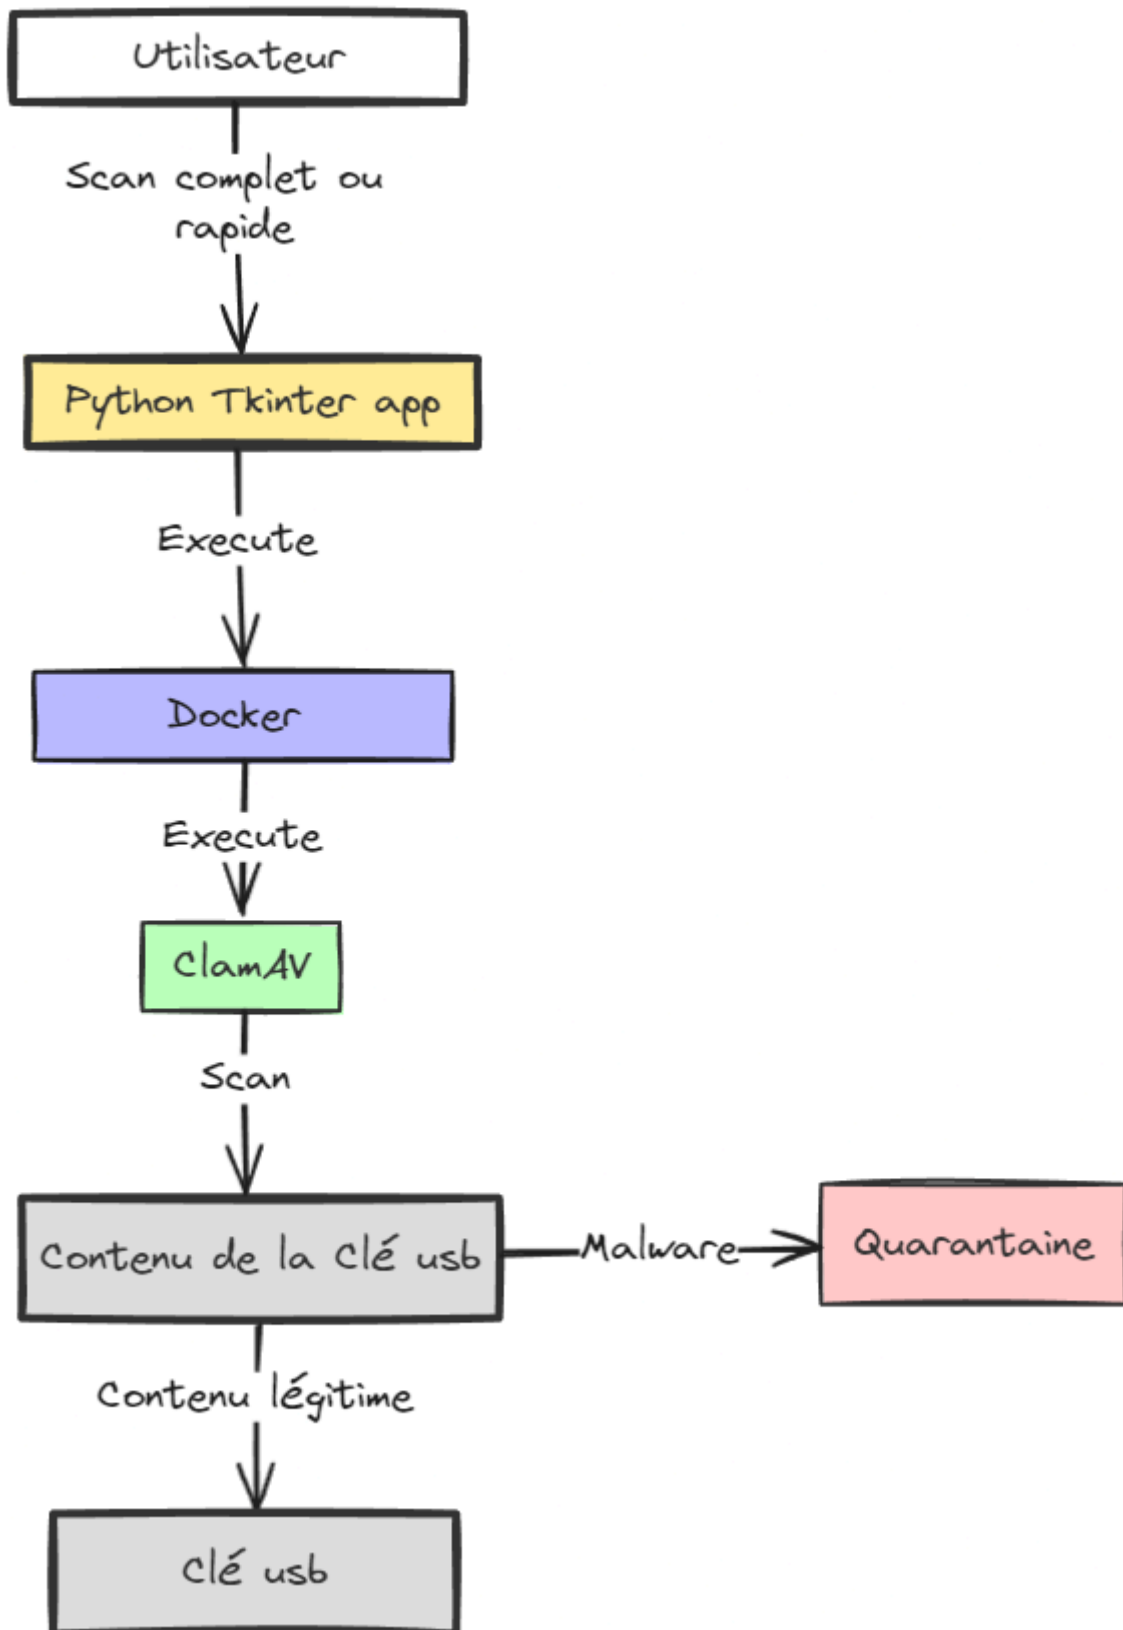 Utilisateur
Scan complet ou
rapide
Python Tkinter app
Execute
Docker
Execute
ClamAV
Scan
Contenu de la Clé usb
Malware
Quarantaine
Contenu légitime
Clé usb